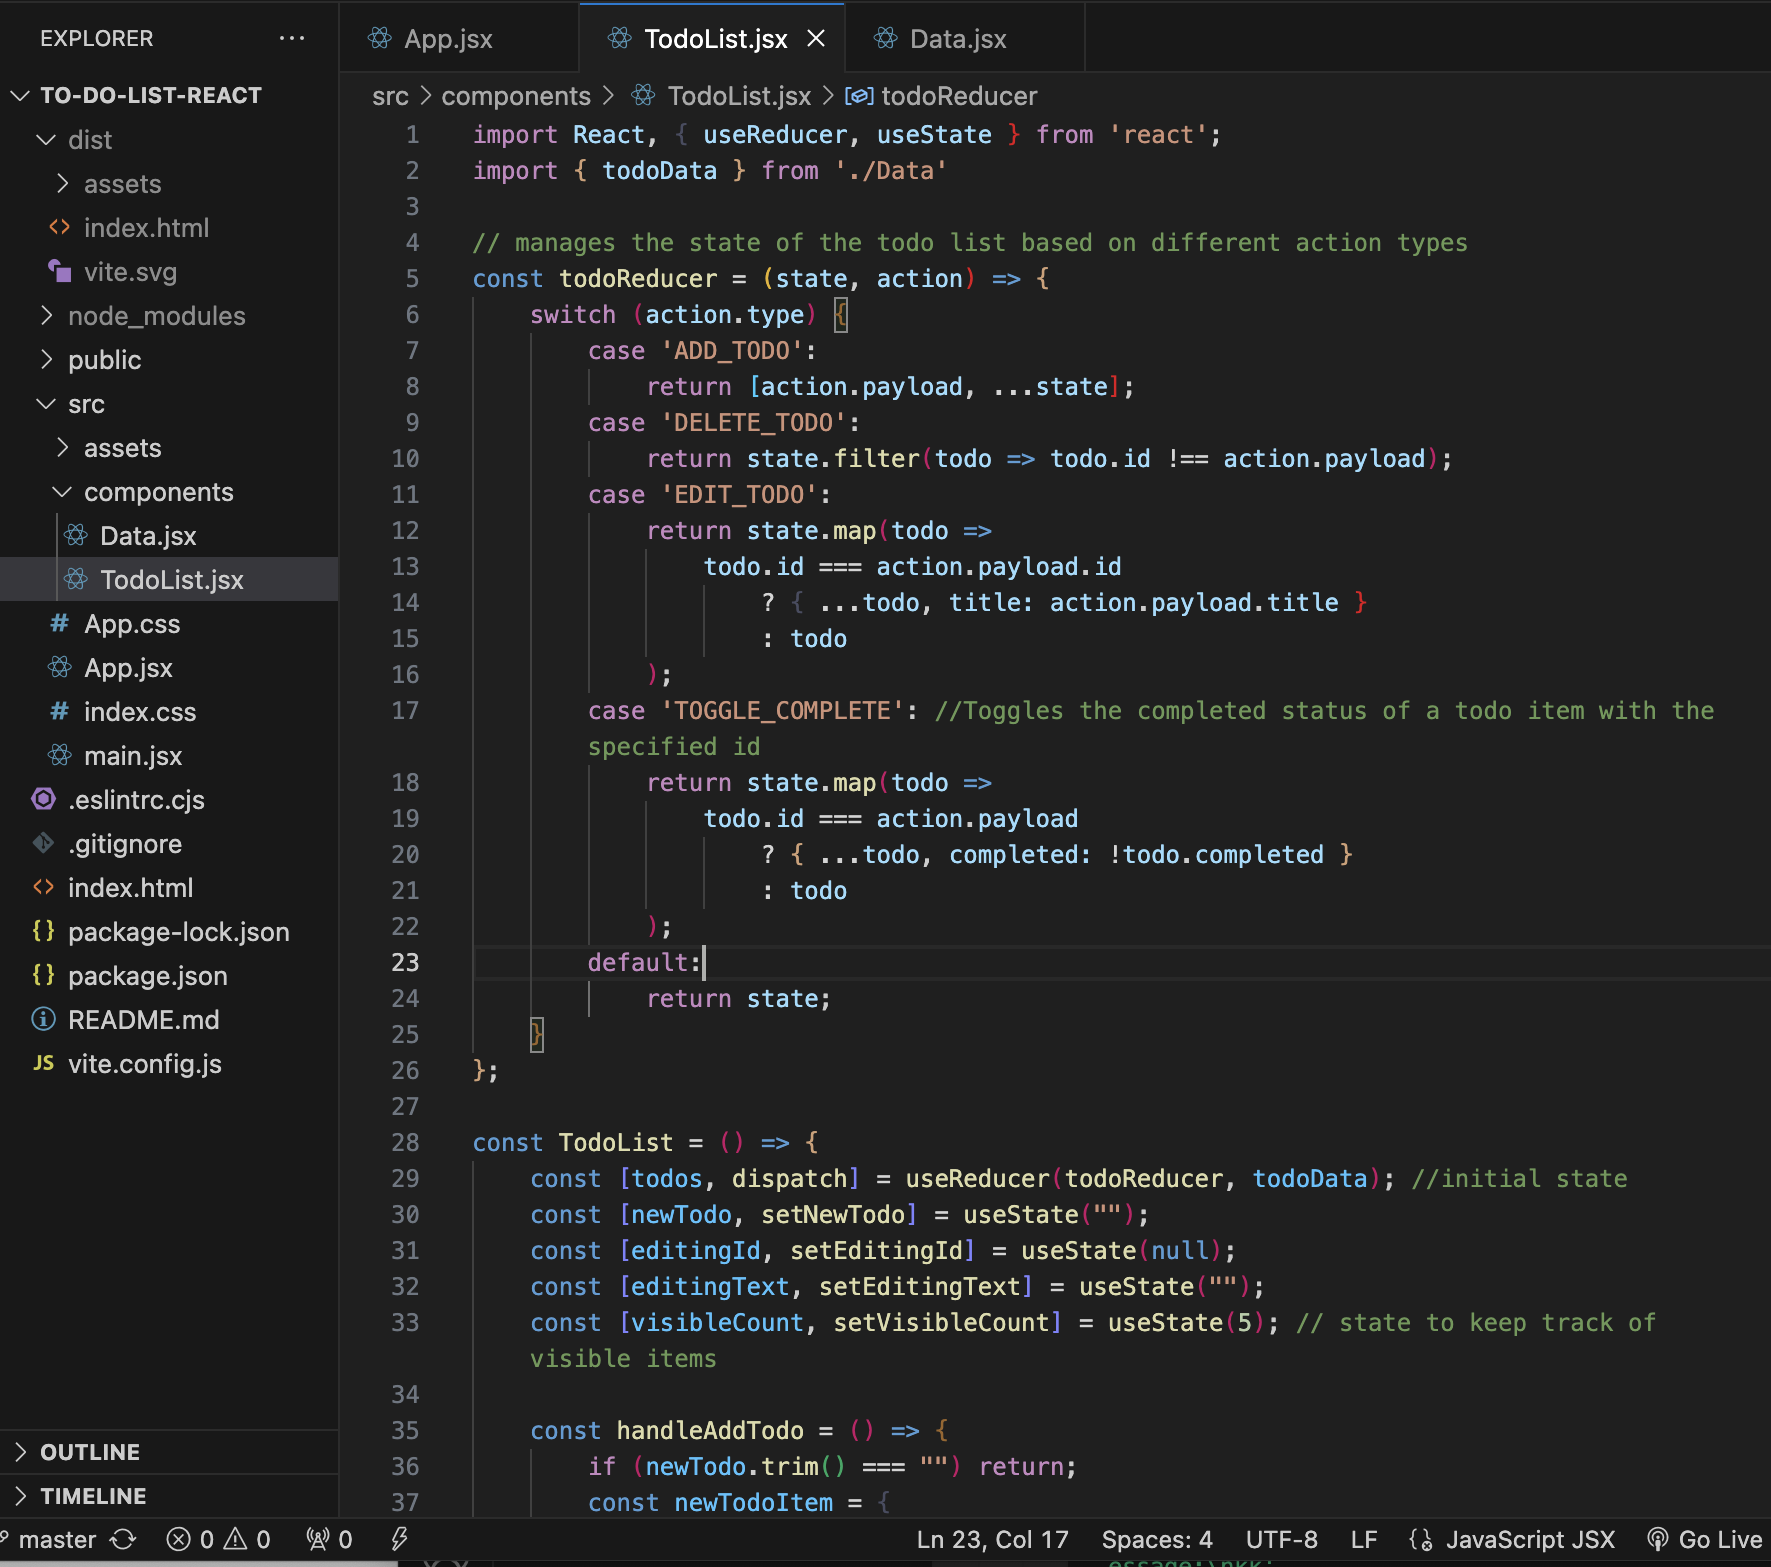 EXPLORER ...
App.jsx
TodoList.jsx
Data.jsx
TO-DO-LIST-REACT
dist
assets
index.html
vite.svg
node_modules
public
src
assets
components
Data.jsx
TodoList.jsx
# App.css
App.jsx
# index.css
main.jsx
.eslintrc.cjs
.gitignore
<> index.html
{} package-lock.json
{} package.json
README.md
JS vite.config.js
OUTLINE
TIMELINE
src > components > TodoList.jsx > todoReducer
1 import React, { useReducer, useState } from 'react';
2 import { todoData } from './Data'
3
4 // manages the state of the todo list based on different action types
5 const todoReducer = (state, action) => {
6     switch (action.type) {
7         case 'ADD_TODO':
8             return [action.payload, ...state];
9         case 'DELETE_TODO':
10             return state.filter(todo => todo.id !== action.payload);
11         case 'EDIT_TODO':
12             return state.map(todo =>
13                 todo.id === action.payload.id
14                     ? { ...todo, title: action.payload.title }
15                     : todo
16             );
17         case 'TOGGLE_COMPLETE': //Toggles the completed status of a todo item with the
specified id
18             return state.map(todo =>
19                 todo.id === action.payload
20                     ? { ...todo, completed: !todo.completed }
21                     : todo
22             );
23         default:
24             return state;
25     }
26 };
27
28 const TodoList = () => {
29     const [todos, dispatch] = useReducer(todoReducer, todoData); //initial state
30     const [newTodo, setNewTodo] = useState("");
31     const [editingId, setEditingId] = useState(null);
32     const [editingText, setEditingText] = useState("");
33     const [visibleCount, setVisibleCount] = useState(5); // state to keep track of
visible items
34
35     const handleAddTodo = () => {
36         if (newTodo.trim() === "") return;
37         const newTodoItem = {
master 0 0 0 Ln 23, Col 17 Spaces: 4 UTF-8 LF JavaScript JSX Go Live